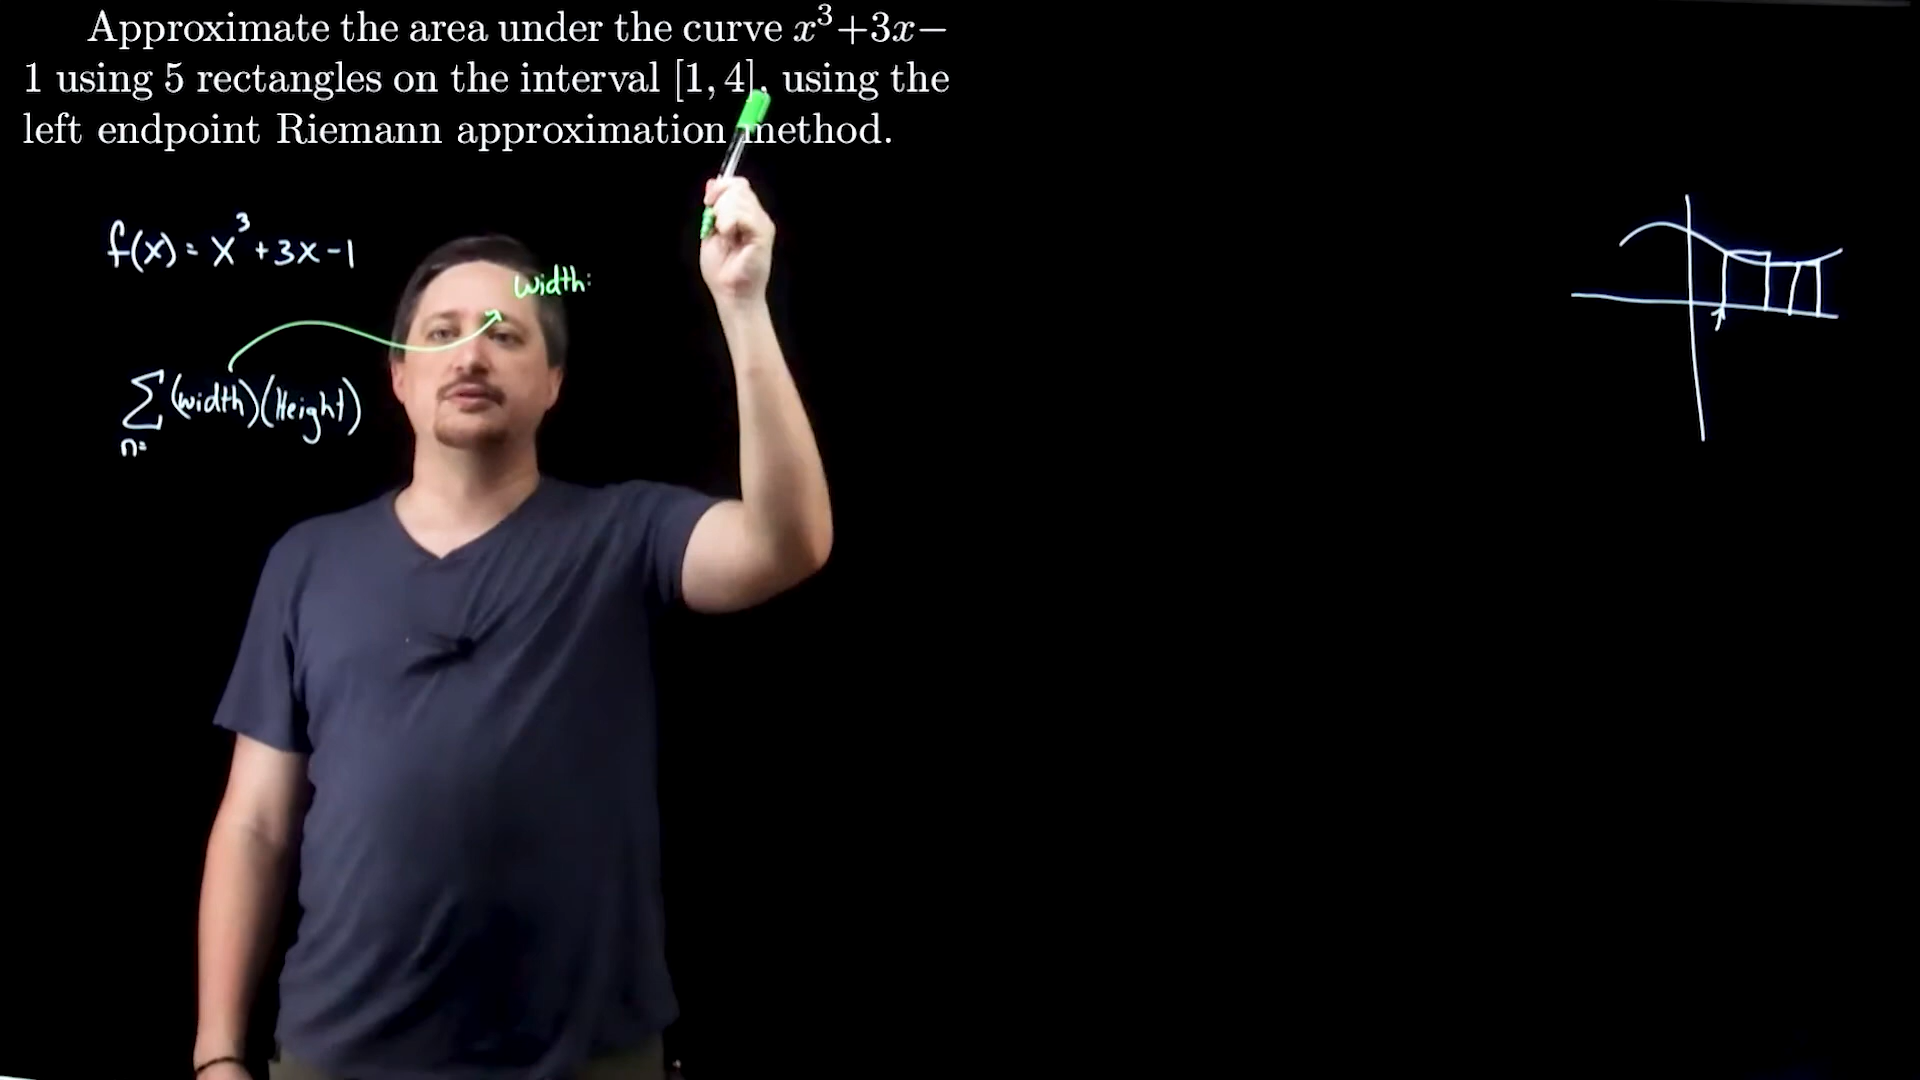 Approximate the area under the curve x³+3x−
1 using 5 rectangles on the interval [1, 4], using the
left endpoint Riemann approximation method.
f(x) = x³+3x-1
width:
∑ (width)(Height)
n=